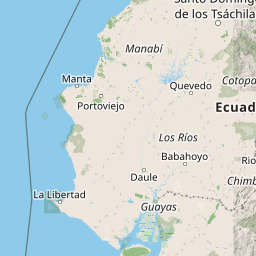 Santo Domingo
de los Tsáchila
Manabí
Manta
Quevedo
Cotopa
Portoviejo
Ecuad
Los Ríos
Babahoyo
Rio
Daule
Chimb
La Libertad
Guayas